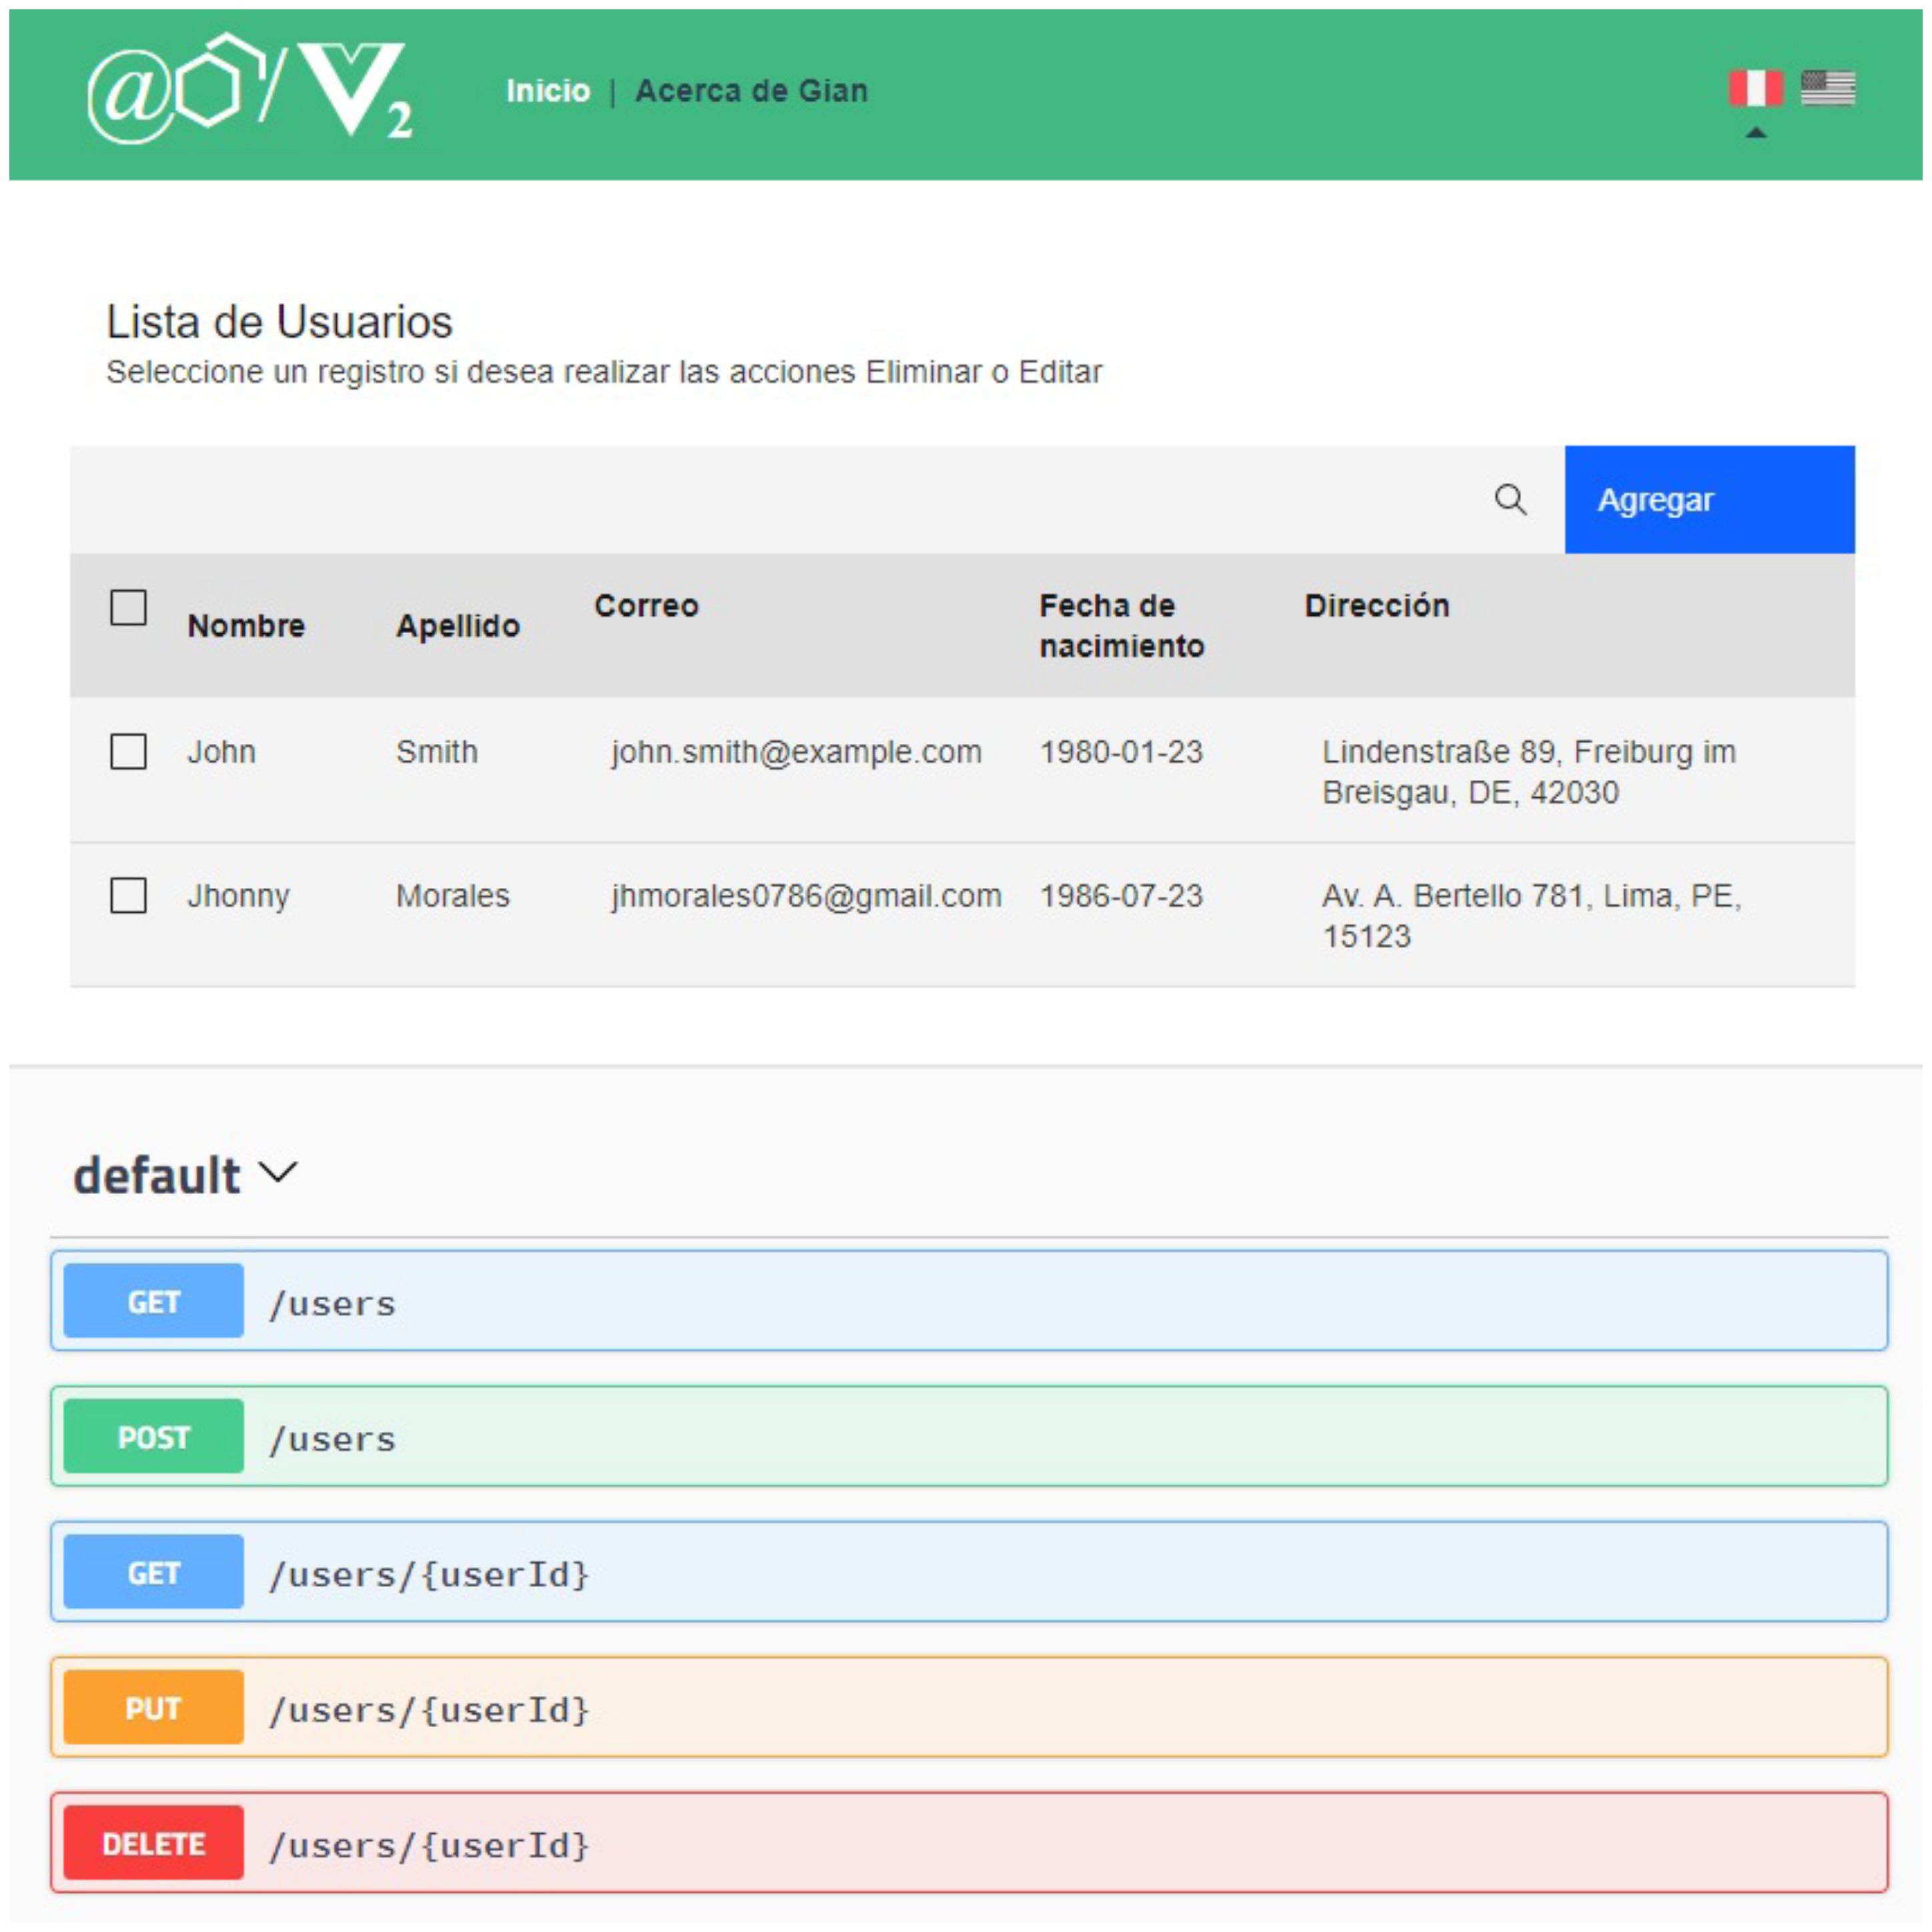 Inicio | Acerca de Gian
Lista de Usuarios
Seleccione un registro si desea realizar las acciones Eliminar o Editar
Agregar
Nombre Apellido Correo Fecha de nacimiento Dirección
John Smith john.smith@example.com 1980-01-23 Lindenstraße 89, Freiburg im
Breisgau, DE, 42030
Jhonny Morales jhmorales0786@gmail.com 1986-07-23 Av. A. Bertello 781, Lima, PE,
15123
default
GET /users
POST /users
GET /users/{userId}
PUT /users/{userId}
DELETE /users/{userId}